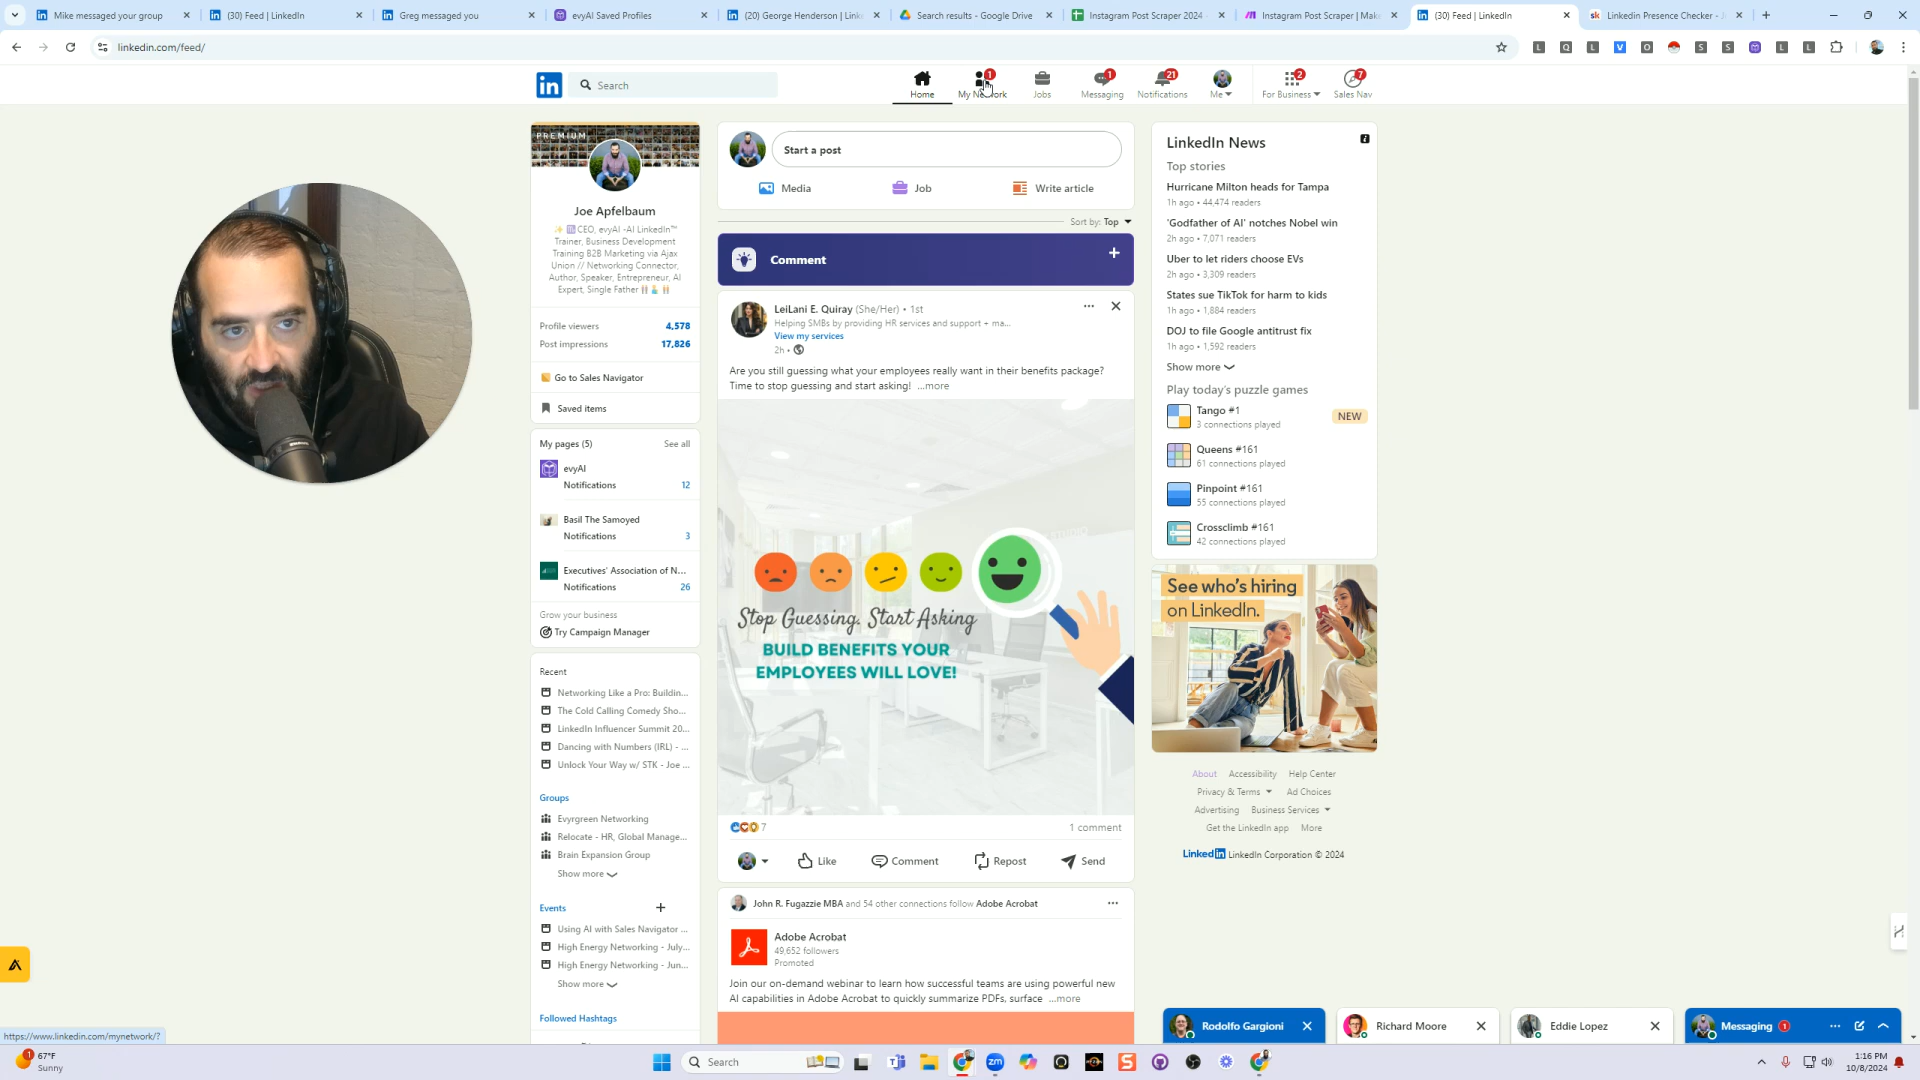 Mike messaged your group
(30) Feed | LinkedIn
Greg messaged you
evyAI Saved Profiles
(20) George Henderson | Link
Search results - Google Drive
Instagram Post Scraper 2024 -
Instagram Post Scraper | Make
(30) Feed | LinkedIn
Linkedin Presence Checker -
linkedin.com/feed/
Search
Home
My Network
1
Jobs
Messaging
1
Notifications
21
Me
For Business
2
Sales Nav
7
PREMIUM
Joe Apfelbaum
CEO, evyAI -AI LinkedIn™
Trainer, Business Development
Training B2B Marketing via Ajax
Union // Networking Connector,
Author, Speaker, Entrepreneur, AI
Expert, Single Father
Profile viewers 4,578
Post impressions 17,826
Go to Sales Navigator
Saved items
My pages (5) See all
evyAI
Notifications 12
Basil The Samoyed
Notifications 3
Executives' Association of N...
Notifications 26
Grow your business
Try Campaign Manager
Recent
Networking Like a Pro: Buildin...
The Cold Calling Comedy Sho...
LinkedIn Influencer Summit 20...
Dancing with Numbers (IRL) - ...
Unlock Your Way w/ STK - Joe ...
Groups
Evyrgreen Networking
Relocate - HR, Global Manage...
Brain Expansion Group
Show more
Events +
Using AI with Sales Navigator ...
High Energy Networking - July...
High Energy Networking - Jun...
Show more
Followed Hashtags
Start a post
Media
Job
Write article
Sort by: Top
Comment +
LeiLani E. Quiray (She/Her) • 1st
Helping SMBs by providing HR services and support + ma...
View my services
2h •
Are you still guessing what your employees really want in their benefits package?
Time to stop guessing and start asking! ...more
Stop Guessing. Start Asking
BUILD BENEFITS YOUR
EMPLOYEES WILL LOVE!
7
1 comment
Like
Comment
Repost
Send
John R. Fugazzie MBA and 54 other connections follow Adobe Acrobat
Adobe Acrobat
49,652 followers
Promoted
Join our on-demand webinar to learn how successful teams are using powerful new
AI capabilities in Adobe Acrobat to quickly summarize PDFs, surface ...more
LinkedIn News
Top stories
Hurricane Milton heads for Tampa
1h ago • 44,474 readers
'Godfather of AI' notches Nobel win
2h ago • 7,071 readers
Uber to let riders choose EVs
2h ago • 3,309 readers
States sue TikTok for harm to kids
1h ago • 1,884 readers
DOJ to file Google antitrust fix
1h ago • 1,592 readers
Show more
Play today's puzzle games
Tango #1
3 connections played
NEW
Queens #161
61 connections played
Pinpoint #161
55 connections played
Crossclimb #161
42 connections played
See who's hiring
on LinkedIn.
About Accessibility Help Center
Privacy & Terms Ad Choices
Advertising Business Services
Get the LinkedIn app More
LinkedIn LinkedIn Corporation © 2024
Rodolfo Gargioni
Richard Moore
Eddie Lopez
Messaging 1
https://www.linkedin.com/mynetwork/?
1
67°F
Sunny
Search
1:16 PM
10/8/2024